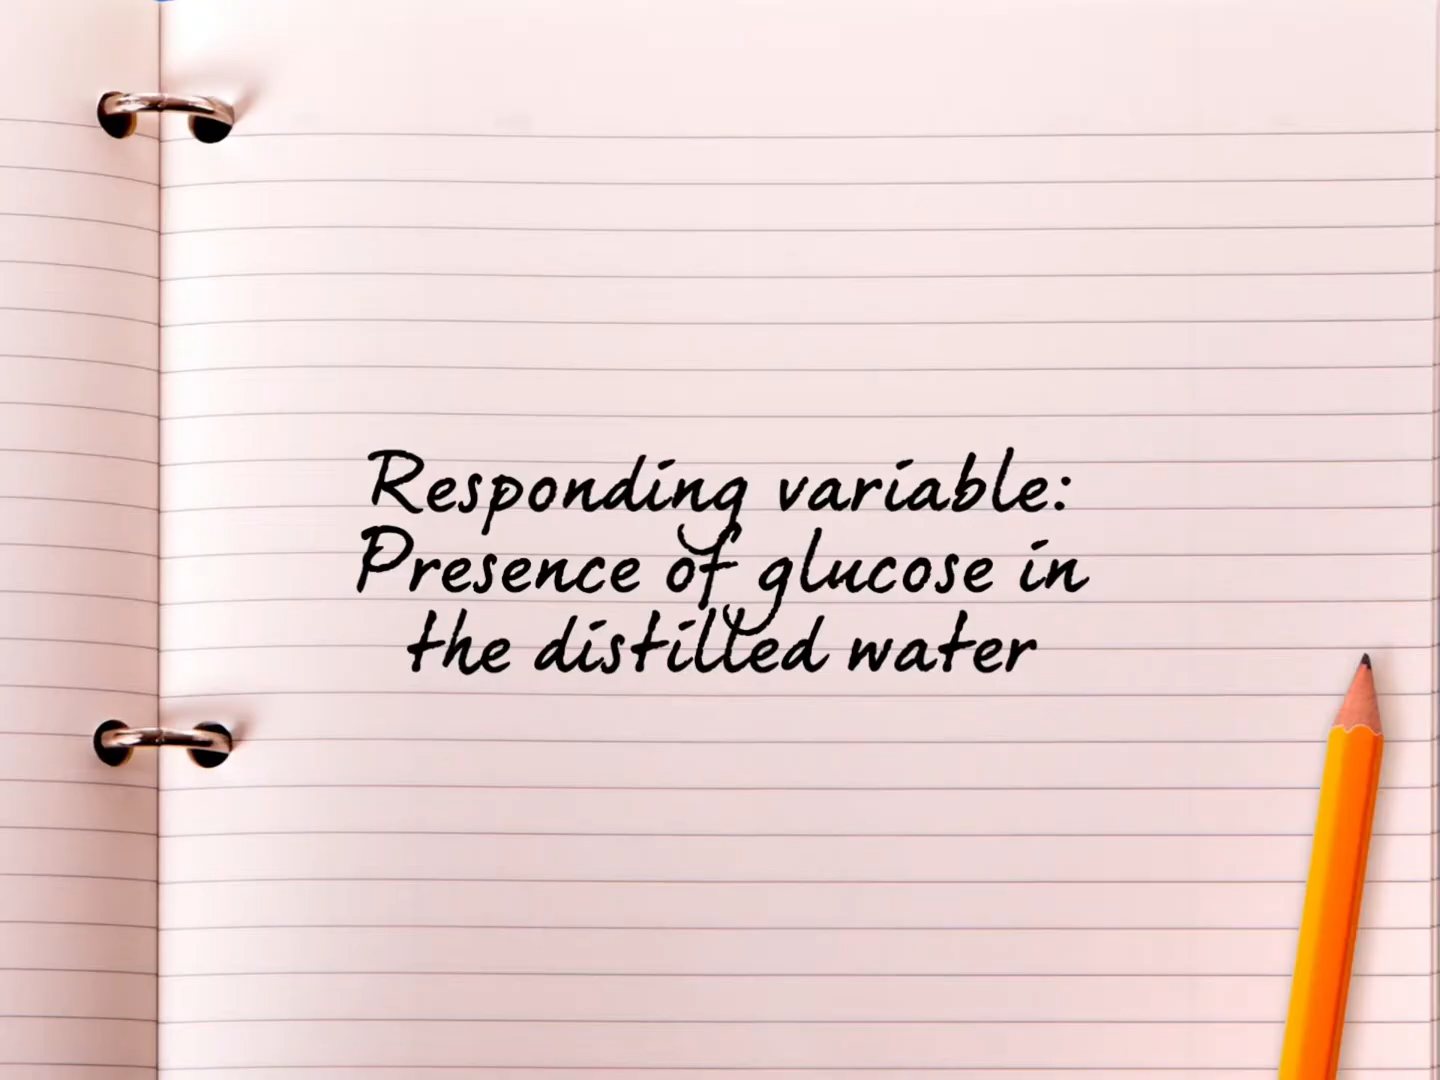 Responding variable:
Presence of glucose in
the distilled water